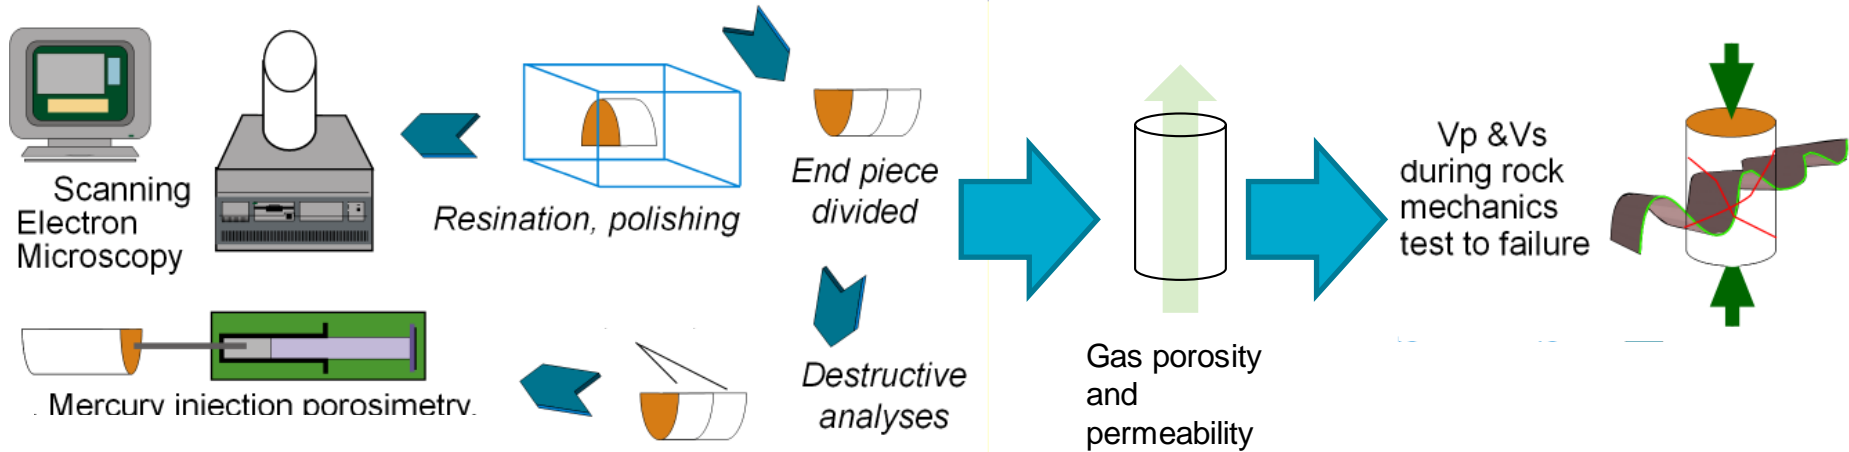 Scanning
Electron
Microscopy
Resination, polishing
End piece
divided
Mercury injection porosimetry.
Destructive
analyses
Gas porosity
and
permeability
Vp &Vs
during rock
mechanics
test to failure